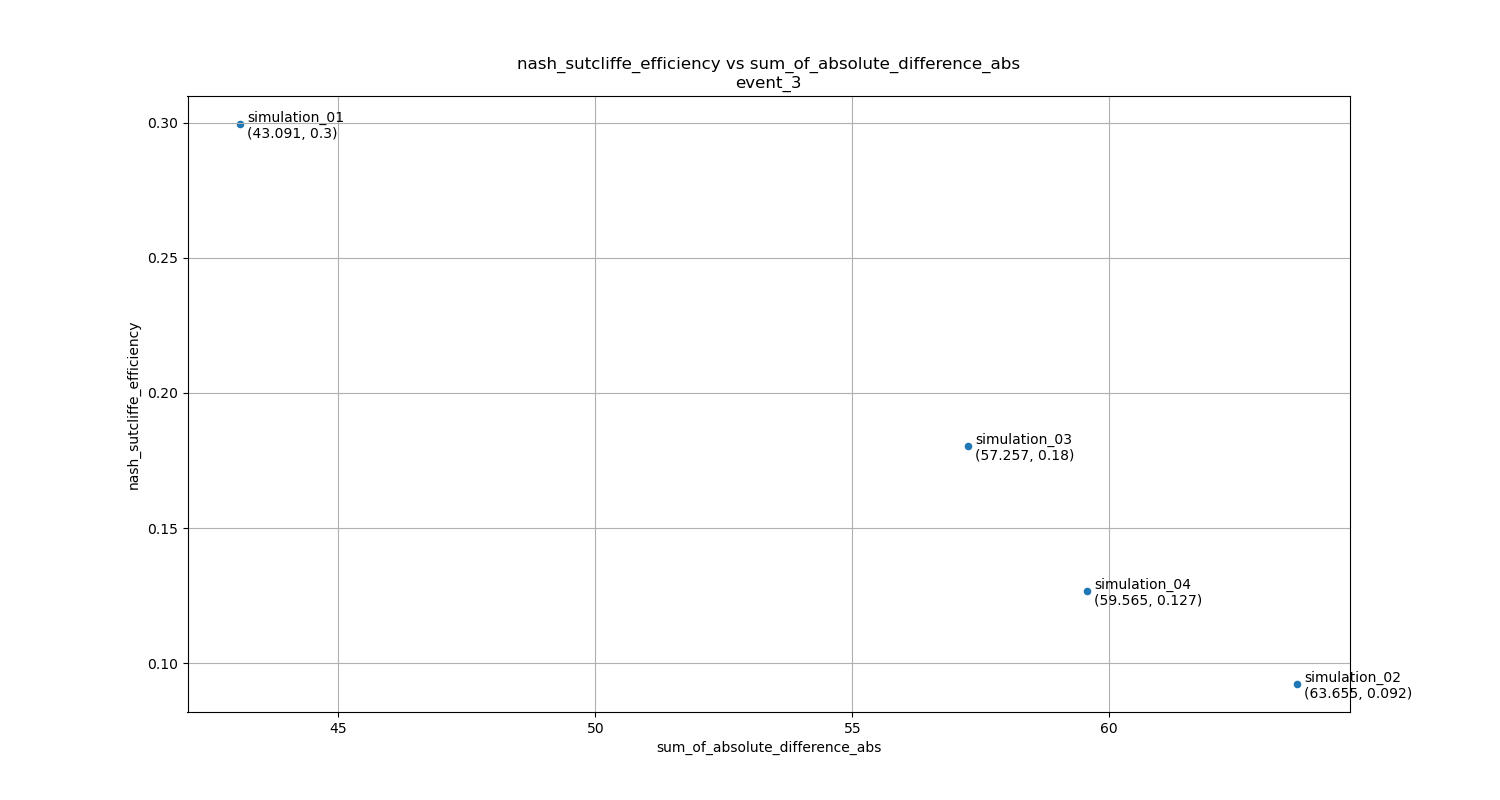 nash_sutcliffe_efficiency vs sum_of_absolute_difference_abs
event_3
nash_sutcliffe_efficiency
0.30
0.25
0.20
0.15
0.10
simulation_01
(43.091, 0.3)
simulation_03
(57.257, 0.18)
simulation_04
(59.565, 0.127)
simulation_02
(63.655, 0.092)
45
50
55
60
sum_of_absolute_difference_abs